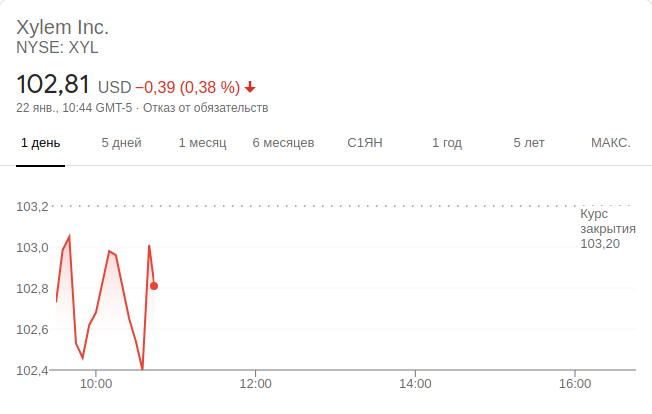 Xylem Inc.
NYSE: XYL
102,81 USD −0,39 (0,38 %)
22 янв., 10:44 GMT-5 · Отказ от обязательств
1 день 5 дней 1 месяц 6 месяцев С1ЯН 1 год 5 лет МАКС.
103,2
Курс
закрытия
103,20
103,0
102,8
102,6
102,4
10:00 12:00 14:00 16:00